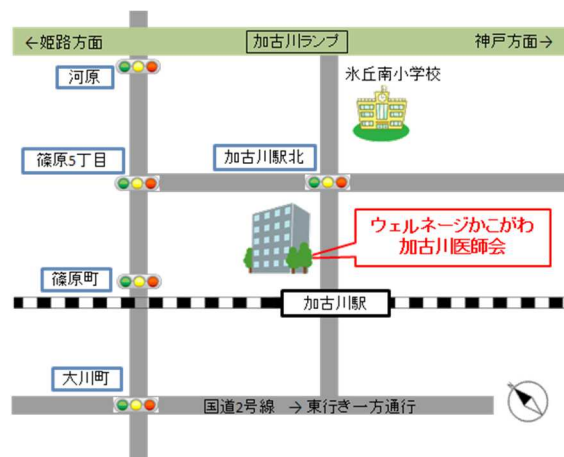 ←姫路方面
加古川ランプ
神戸方面→
河原
氷丘南小学校
篠原5丁目
加古川駅北
ウェルネージかこがわ
加古川医師会
篠原町
加古川駅
大川町
国道2号線 →東行き一方通行